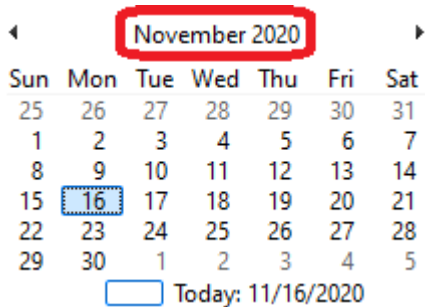 November 2020
Sun Mon Tue Wed Thu Fri Sat
25 26 27 28 29 30 31
1 2 3 4 5 6 7
8 9 10 11 12 13 14
15 16 17 18 19 20 21
22 23 24 25 26 27 28
29 30 1 2 3 4 5
Today: 11/16/2020